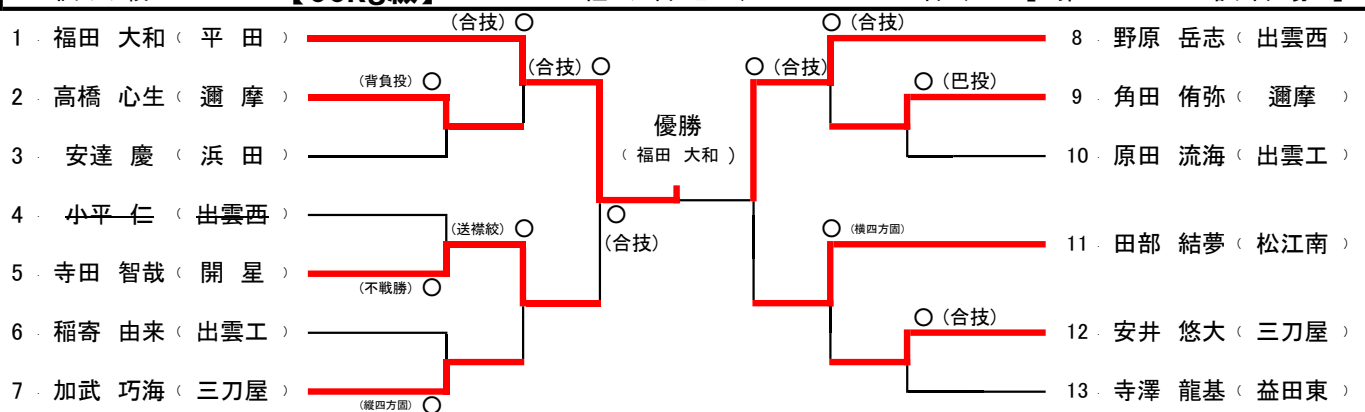 (合技) ○ ○ (合技)
1 福田 大和 ( 平 田 ) 8 野原 岳志 ( 出雲西 )
(合技) ○ ○ (合技)
(背負投) ○ ○ (巴投)
2 高橋 心生 ( 邇 摩 ) 9 角田 侑弥 ( 邇摩 )
優勝
( 福田 大和 )
3 安達 慶 ( 浜 田 ) 10 原田 流海 ( 出雲工 )
4 小平 仁 ( 出雲西 )
○
(合技)
(送襟絞) ○ ○ (横四方固)
11 田部 結夢 ( 松江南 )
5 寺田 智哉 ( 開 星 )
(不戦勝) ○
○ (合技)
6 稲寄 由来 ( 出雲工 ) 12 安井 悠大 ( 三刀屋 )
7 加武 巧海 ( 三刀屋 ) 13 寺澤 龍基 ( 益田東 )
(縦四方固) ○